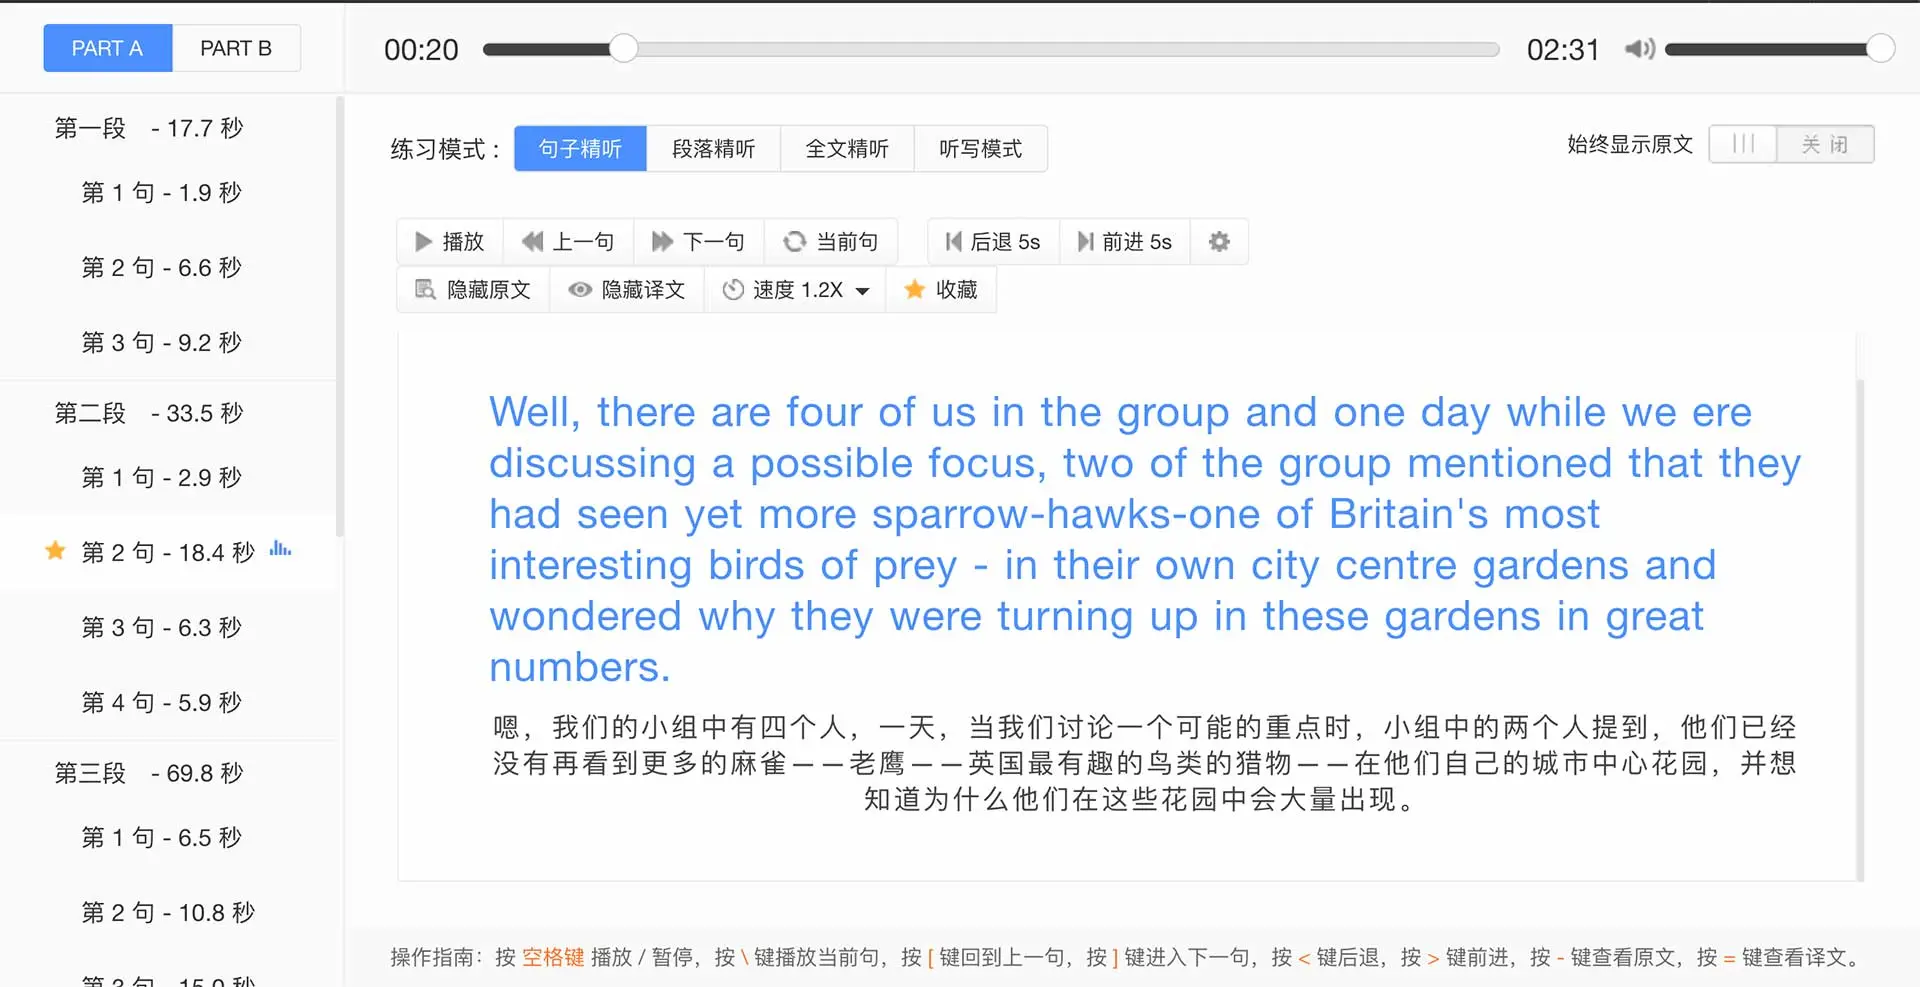 PART A PART B
00:20 02:31
第一段 - 17.7 秒
第 1 句 - 1.9 秒
第 2 句 - 6.6 秒
第 3 句 - 9.2 秒
第二段 - 33.5 秒
第 1 句 - 2.9 秒
第 2 句 - 18.4 秒
第 3 句 - 6.3 秒
第 4 句 - 5.9 秒
第三段 - 69.8 秒
第 1 句 - 6.5 秒
第 2 句 - 10.8 秒
第 3 句 - 15.0 秒
练习模式： 句子精听 段落精听 全文精听 听写模式
始终显示原文 关 闭
播放 上一句 下一句 当前句 后退 5s 前进 5s
隐藏原文 隐藏译文 速度 1.2X 收藏
Well, there are four of us in the group and one day while we ere
discussing a possible focus, two of the group mentioned that they
had seen yet more sparrow-hawks-one of Britain's most
interesting birds of prey - in their own city centre gardens and
wondered why they were turning up in these gardens in great
numbers.
嗯，我们的小组中有四个人，一天，当我们讨论一个可能的重点时，小组中的两个人提到，他们已经
没有再看到更多的麻雀——老鹰——英国最有趣的鸟类的猎物——在他们自己的城市中心花园，并想
知道为什么他们在这些花园中会大量出现。
操作指南：按 空格键 播放 / 暂停，按 \ 键播放当前句，按 [ 键回到上一句，按 ] 键进入下一句，按 < 键后退，按 > 键前进，按 - 键查看原文，按 = 键查看译文。